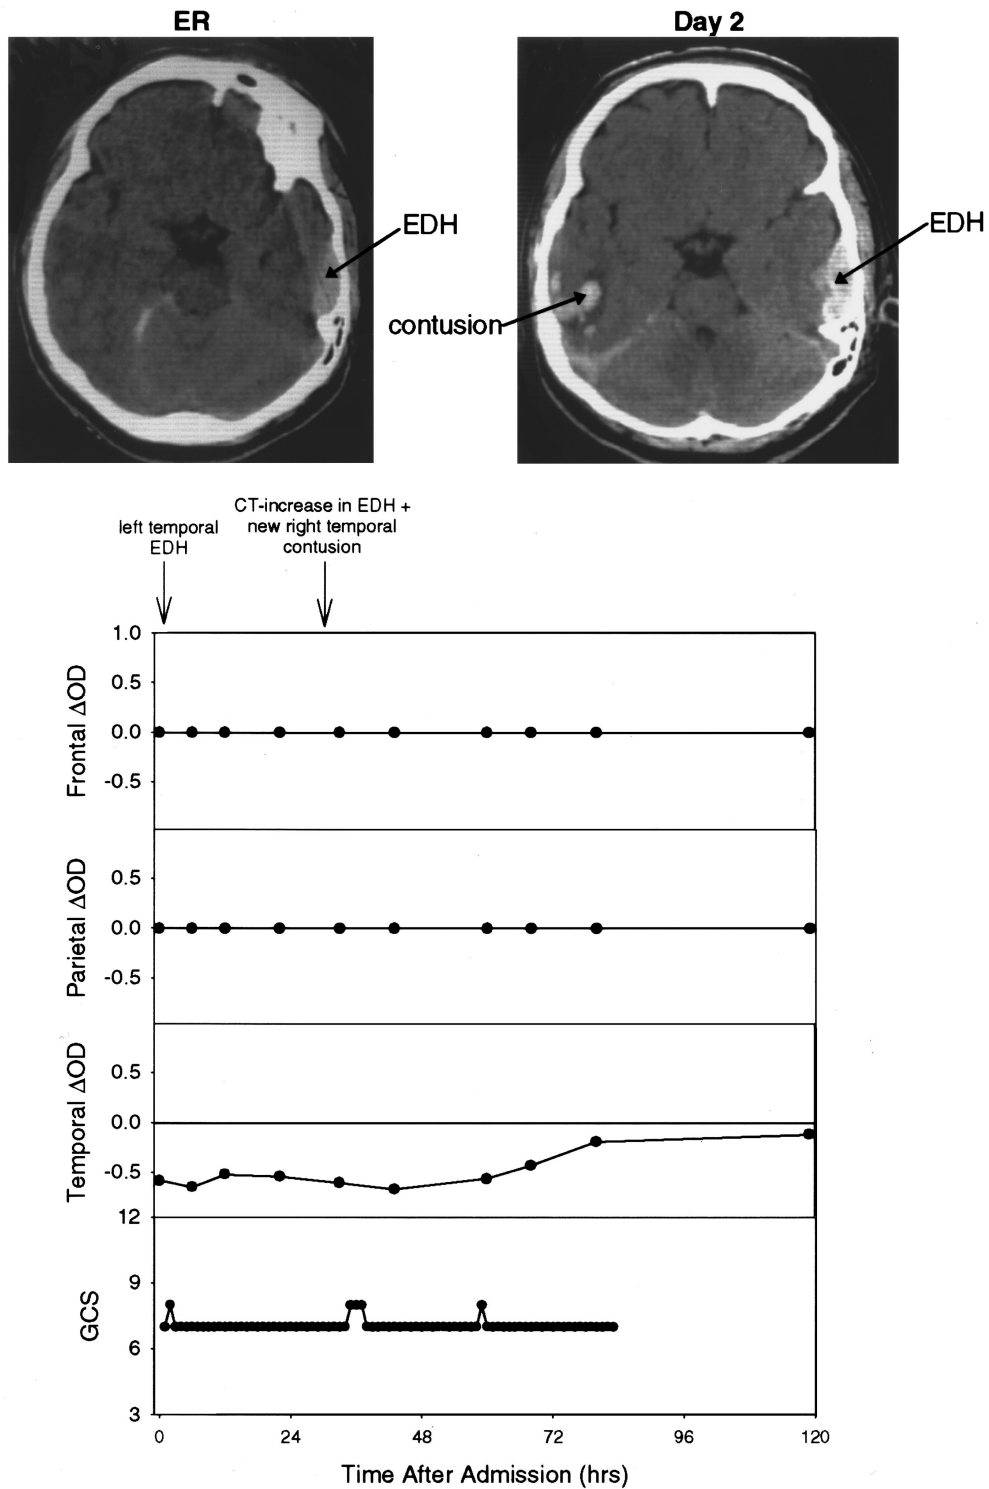 ER
Day 2
EDH
EDH
contusion
left temporal
EDH
CT-increase in EDH +
new right temporal
contusion
1.0
0.5
0.0
-0.5
Frontal ΔOD
0.5
0.0
-0.5
Parietal ΔOD
0.5
0.0
-0.5
Temporal ΔOD
12
9
6
3
GCS
0 24 48 72 96 120
Time After Admission (hrs)